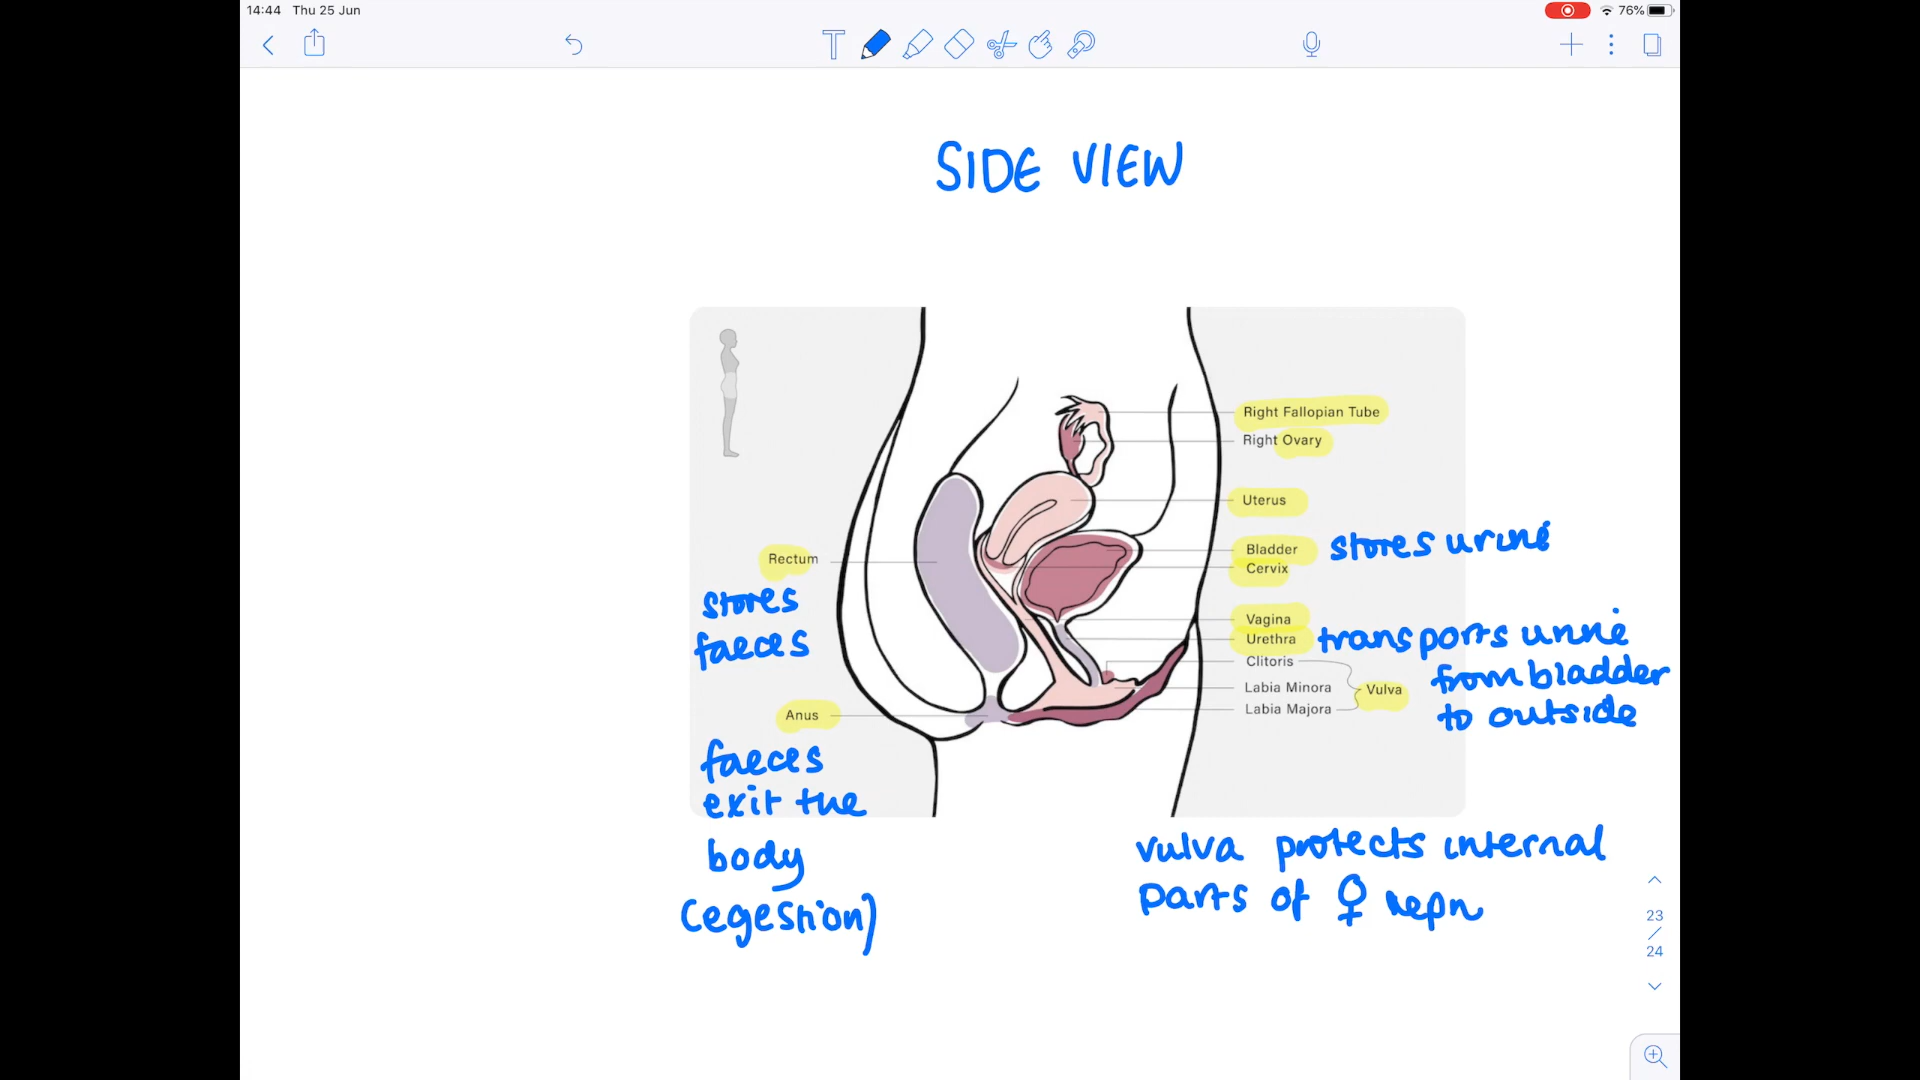 14:44 Thu 25 Jun
76%
SIDE VIEW
Right Fallopian Tube
Right Ovary
Uterus
Bladder
stores urine
Cervix
Rectum
stores
faeces
Vagina
Urethra
transports urine
from bladder
to outside
Clitoris
Labia Minora
Labia Majora
Vulva
Anus
faeces
exit the
body
(egestion)
vulva protects internal
parts of ♀ repr
23
24